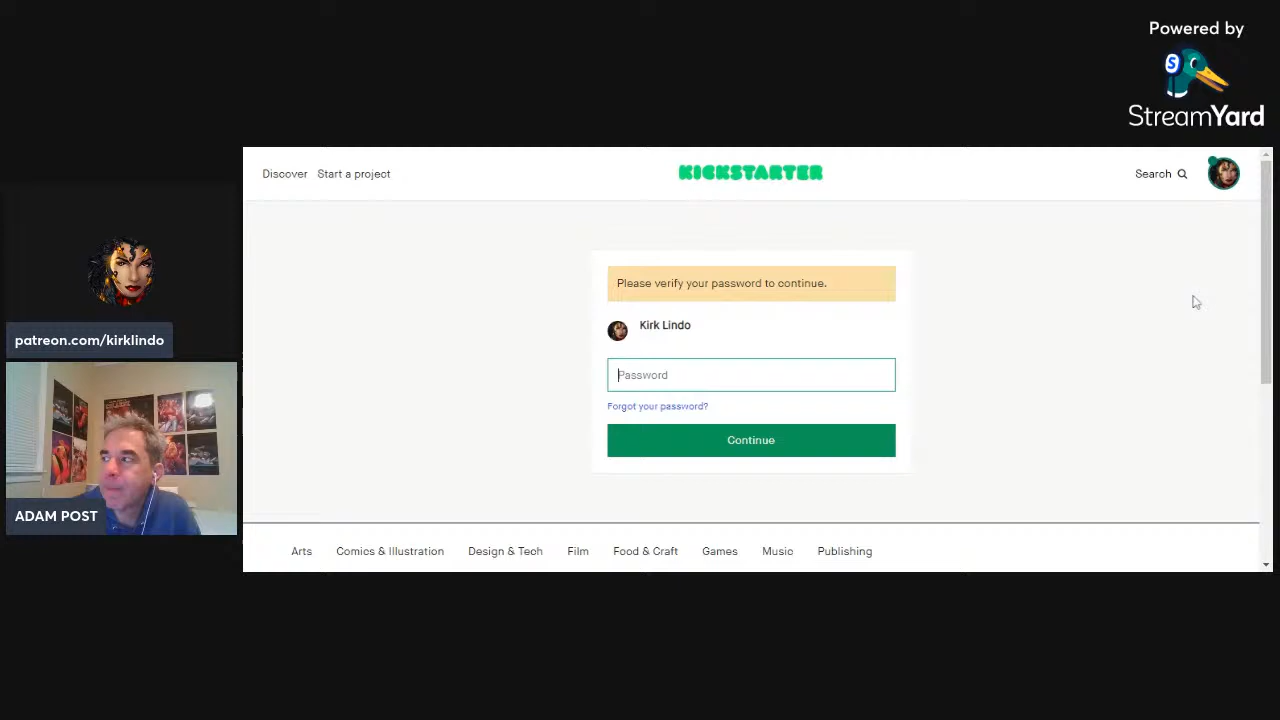 Powered by
S
StreamYard
Discover Start a project
KICKSTARTER
Search
Please verify your password to continue.
Kirk Lindo
patreon.com/kirklindo
Password
Forgot your password?
Continue
ADAM POST
Arts Comics & Illustration Design & Tech Film Food & Craft Games Music Publishing